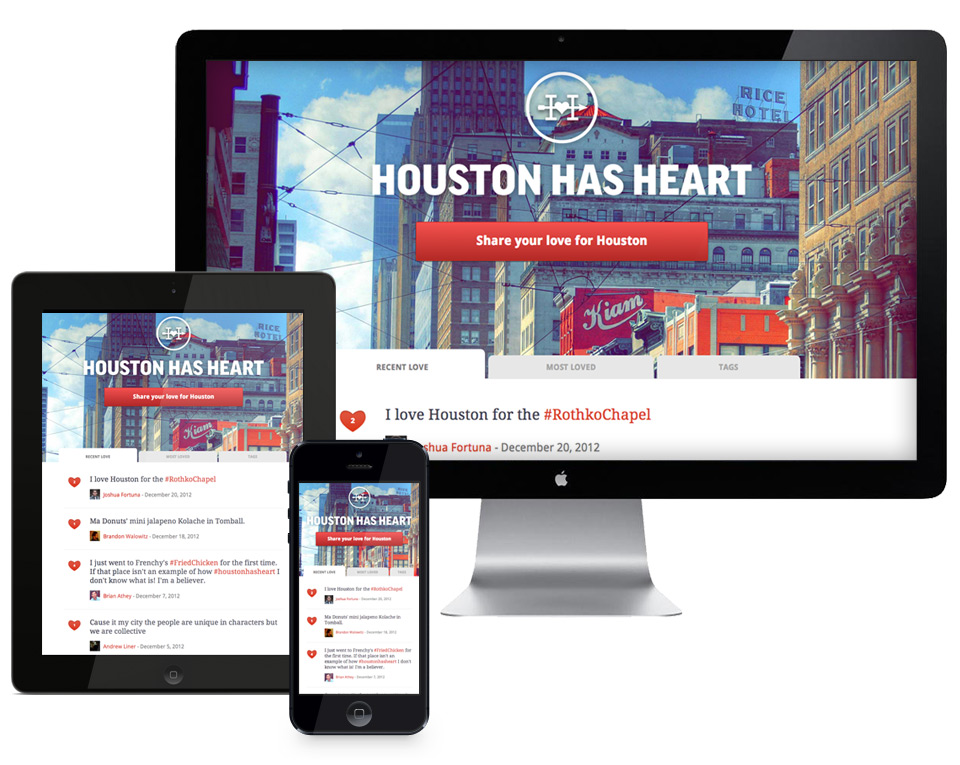 RICE
HOTEL
HOUSTON HAS HEART
Share your love for Houston
Kiam
RECENT LOVE
MOST LOVED
TAGS
2
I love Houston for the #RothkoChapel
shua Fortuna - December 20, 2012
RICE
HOTEL
HOUSTON HAS HEART
Share your love for Houston
Kiam
RECENT LOVE
MOST LOVED
TAGS
I love Houston for the #RothkoChapel
Joshua Fortuna - December 20, 2012
Ma Donuts' mini jalapeno Kolache in Tomball.
Brandon Walowitz - December 18, 2012
I just went to Frenchy's #FriedChicken for the first time.
If that place isn't an example of how #houstonhasheart I
don't know what is! I'm a believer.
Brian Athey - December 7, 2012
Cause it my city the people are unique in characters but
we are collective
Andrew Liner - December 5, 2012
HOUSTON HAS HEART
Share your love for Houston
RECENT LOVE
MOST LOVED
TAGS
I love Houston for the #RothkoChapel
Joshua Fortuna - December 20, 2012
Ma Donuts' mini jalapeno Kolache in
Tomball.
Brandon Walowitz - December 18, 2012
I just went to Frenchy's #FriedChicken for
the first time. If that place isn't an
example of how #houstonhasheart I don't
know what is! I'm a believer.
Brian Athey - December 7, 2012